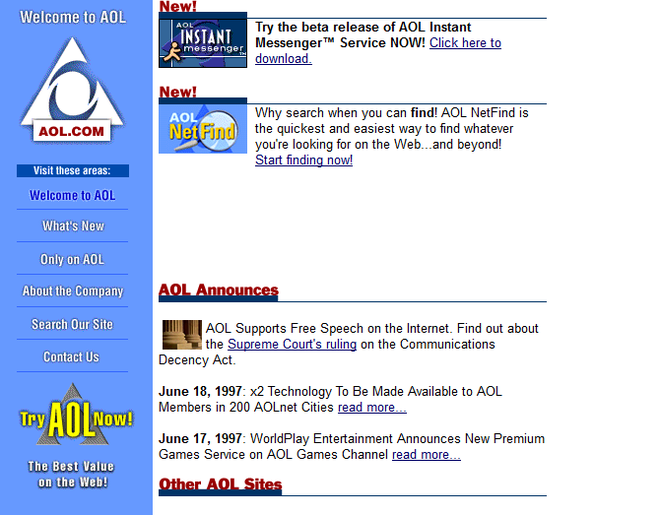 Welcome to AOL
AOL.COM
Visit these areas:
Welcome to AOL
What's New
Only on AOL
About the Company
Search Our Site
Contact Us
Try AOL Now!
The Best Value
on the Web!
New!
AOL
INSTANT
messenger™
Try the beta release of AOL Instant
Messenger™ Service NOW! Click here to
download.
New!
AOL
NetFind
Why search when you can find! AOL NetFind is
the quickest and easiest way to find whatever
you're looking for on the Web...and beyond!
Start finding now!
AOL Announces
AOL Supports Free Speech on the Internet. Find out about
the Supreme Court's ruling on the Communications
Decency Act.
June 18, 1997: x2 Technology To Be Made Available to AOL
Members in 200 AOLnet Cities read more...
June 17, 1997: WorldPlay Entertainment Announces New Premium
Games Service on AOL Games Channel read more...
Other AOL Sites